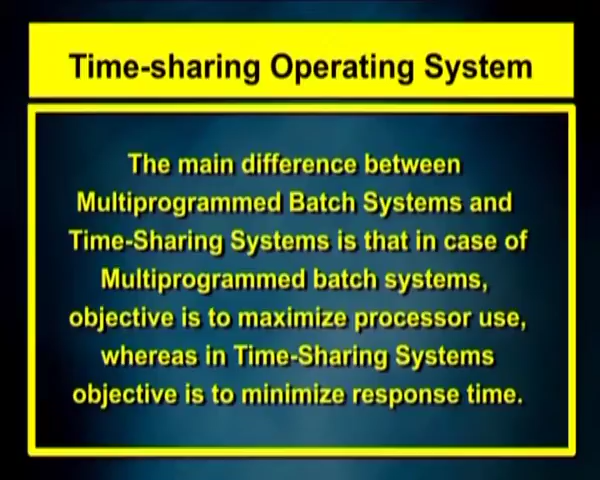 Time-sharing Operating System
The main difference between
Multiprogrammed Batch Systems and
Time-Sharing Systems is that in case of
Multiprogrammed batch systems,
objective is to maximize processor use,
whereas in Time-Sharing Systems
objective is to minimize response time.